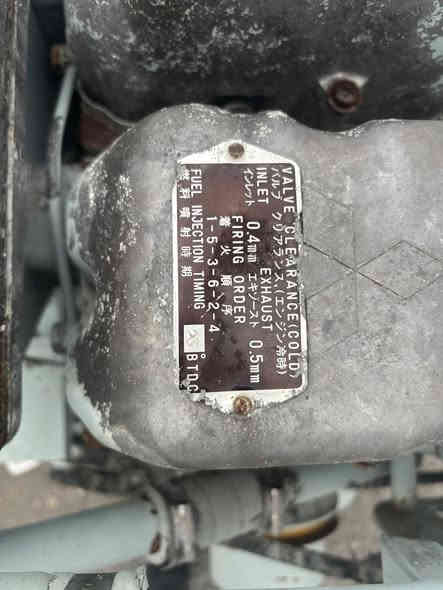 VALVE CLEARANCE(COLD)
バルブ クリアランス(エンジン冷時)
INLET EXHAUST
インレット 0.4mm エキゾースト 0.5mm
FIRING ORDER
着火順序
1-5-3-6-2-4
FUEL INJECTION TIMING
燃料噴射時期 °BTDC